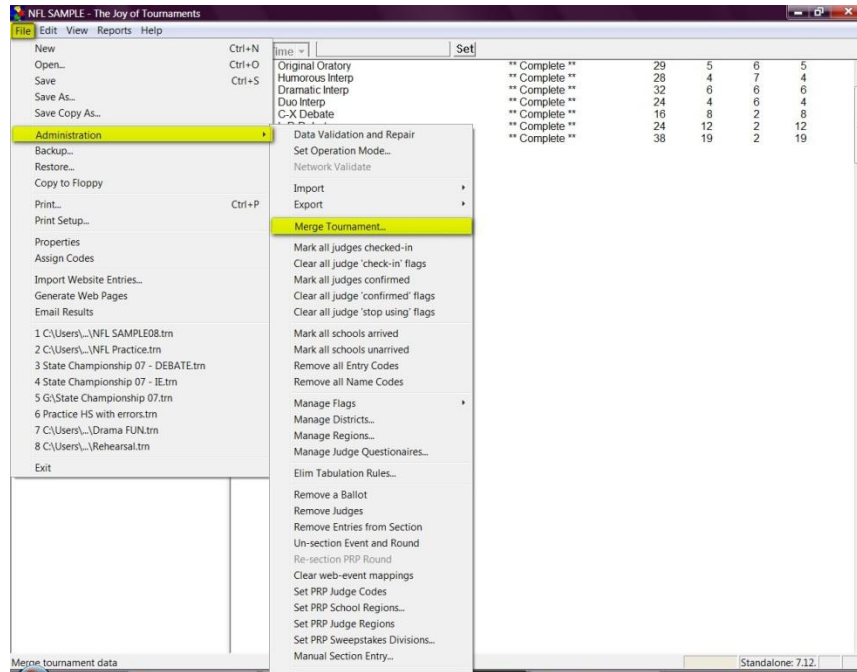 NFL SAMPLE - The Joy of Tournaments
File Edit View Reports Help
New Ctrl+N
Open... Ctrl+O
Save Ctrl+S
Save As...
Save Copy As...
Administration
Backup...
Restore...
Copy to Floppy
Print... Ctrl+P
Print Setup...
Properties
Assign Codes
Import Website Entries...
Generate Web Pages
Email Results
1 C:\Users\...\NFL SAMPLE08.trn
2 C:\Users\...\NFL Practice.trn
3 State Championship 07 - DEBATE.trn
4 State Championship 07 - IE.trn
5 G:\State Championship 07.trn
6 Practice HS with errors.trn
7 C:\Users\...\Drama FUN.trn
8 C:\Users\...\Rehearsal.trn
Exit
Set
Original Oratory ** Complete ** 29 5 6 5
Humorous Interp ** Complete ** 28 4 7 4
Dramatic Interp ** Complete ** 32 6 6 6
Duo Interp ** Complete ** 24 4 6 4
C-X Debate ** Complete ** 16 8 2 8
** Complete ** 24 12 2 12
** Complete ** 38 19 2 19
Data Validation and Repair
Set Operation Mode...
Network Validate
Import
Export
Merge Tournament...
Mark all judges checked-in
Clear all judge 'check-in' flags
Mark all judges confirmed
Clear all judge 'confirmed' flags
Clear all judge 'stop using' flags
Mark all schools arrived
Mark all schools unarrived
Remove all Entry Codes
Remove all Name Codes
Manage Flags
Manage Districts...
Manage Regions...
Manage Judge Questionaires...
Elim Tabulation Rules...
Remove a Ballot
Remove Judges
Remove Entries from Section
Un-section Event and Round
Re-section PRP Round
Clear web-event mappings
Set PRP Judge Codes
Set PRP School Regions...
Set PRP Judge Regions
Set PRP Sweepstakes Divisions...
Manual Section Entry...
Merge tournament data
Standalone: 7.12.